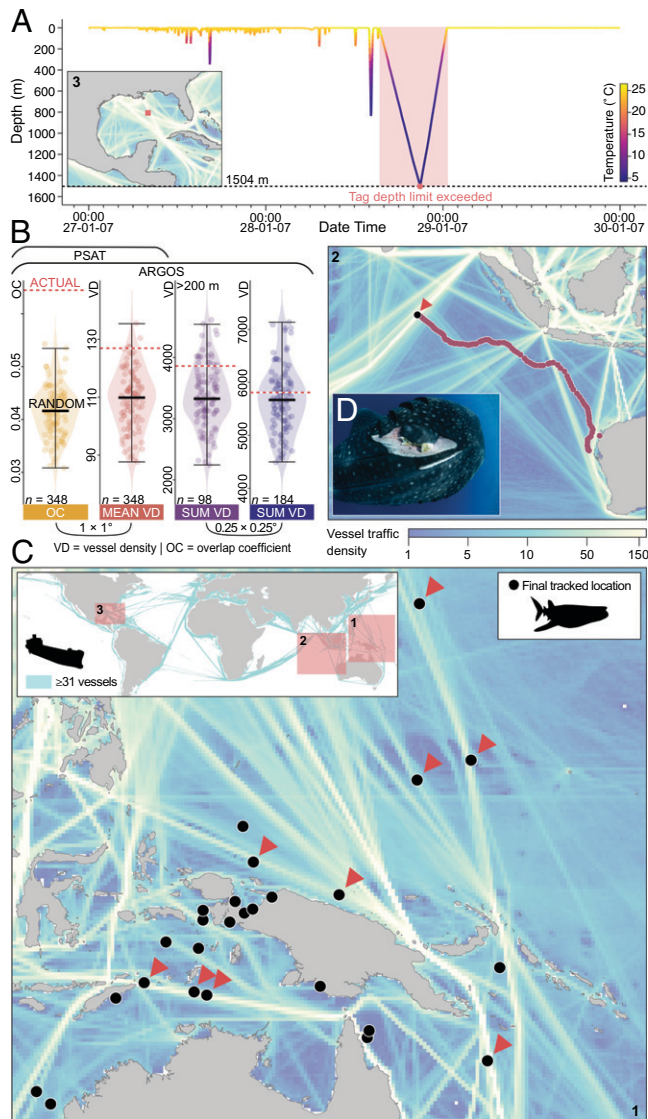 A
0
200
400
600
800
1000
1200
1400
1600
Depth (m)
3
1504 m
Tag depth limit exceeded
Temperature (˚C)
25
20
15
10
5
00:00
27-01-07
00:00
28-01-07
Date Time
00:00
29-01-07
00:00
30-01-07
B
PSAT
ARGOS
OC
ACTUAL
0.05
0.04
0.03
RANDOM
n = 348
OC
VD
130
110
90
n = 348
MEAN VD
VD
>200 m
4000
3000
2000
n = 98
SUM VD
VD
7000
6000
5000
4000
n = 184
SUM VD
1 × 1°
0.25 × 0.25°
VD = vessel density | OC = overlap coefficient
2
D
Vessel traffic
density
1
5
10
50
150
C
3
2
1
≥31 vessels
Final tracked location
1